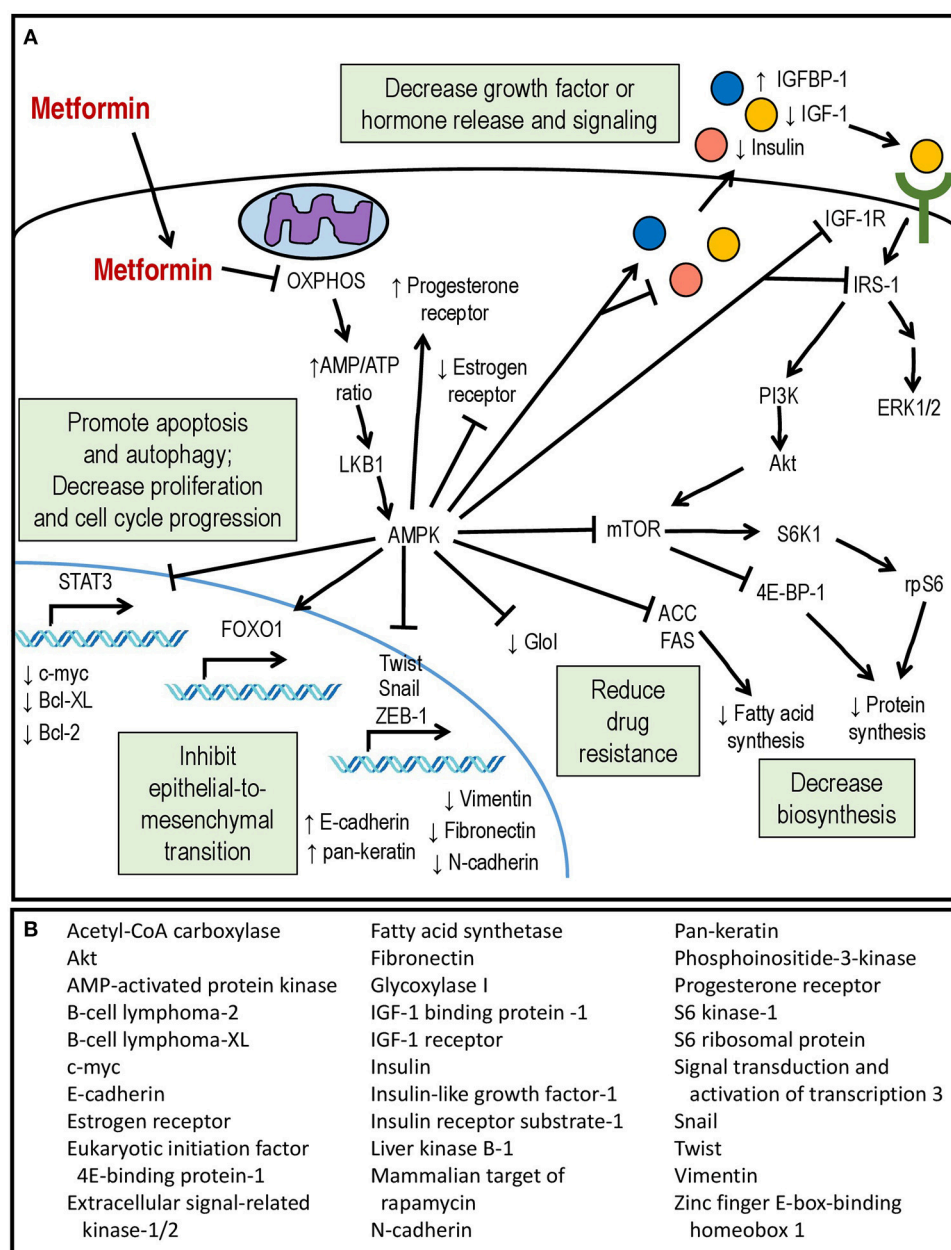 A
Metformin
Decrease growth factor or
hormone release and signaling
↑ IGFBP-1
↓ IGF-1
↓ Insulin
IGF-1R
Metformin
OXPHOS
↑ Progesterone
receptor
IRS-1
↑AMP/ATP
ratio
↓ Estrogen
receptor
PI3K
ERK1/2
Promote apoptosis
and autophagy;
Decrease proliferation
and cell cycle progression
LKB1
Akt
AMPK
mTOR
S6K1
STAT3
4E-BP-1
rpS6
FOXO1
ACC
FAS
↓ GloI
↓ c-myc
↓ Bcl-XL
↓ Bcl-2
Twist
Snail
ZEB-1
Reduce
drug
resistance
↓ Fatty acid
synthesis
↓ Protein
synthesis
Inhibit
epithelial-to-
mesenchymal
transition
Decrease
biosynthesis
↑ E-cadherin
↑ pan-keratin
↓ Vimentin
↓ Fibronectin
↓ N-cadherin
B
Acetyl-CoA carboxylase
Akt
AMP-activated protein kinase
B-cell lymphoma-2
B-cell lymphoma-XL
c-myc
E-cadherin
Estrogen receptor
Eukaryotic initiation factor
4E-binding protein-1
Extracellular signal-related
kinase-1/2
Fatty acid synthetase
Fibronectin
Glycoxylase I
IGF-1 binding protein -1
IGF-1 receptor
Insulin
Insulin-like growth factor-1
Insulin receptor substrate-1
Liver kinase B-1
Mammalian target of
rapamycin
N-cadherin
Pan-keratin
Phosphoinositide-3-kinase
Progesterone receptor
S6 kinase-1
S6 ribosomal protein
Signal transduction and
activation of transcription 3
Snail
Twist
Vimentin
Zinc finger E-box-binding
homeobox 1